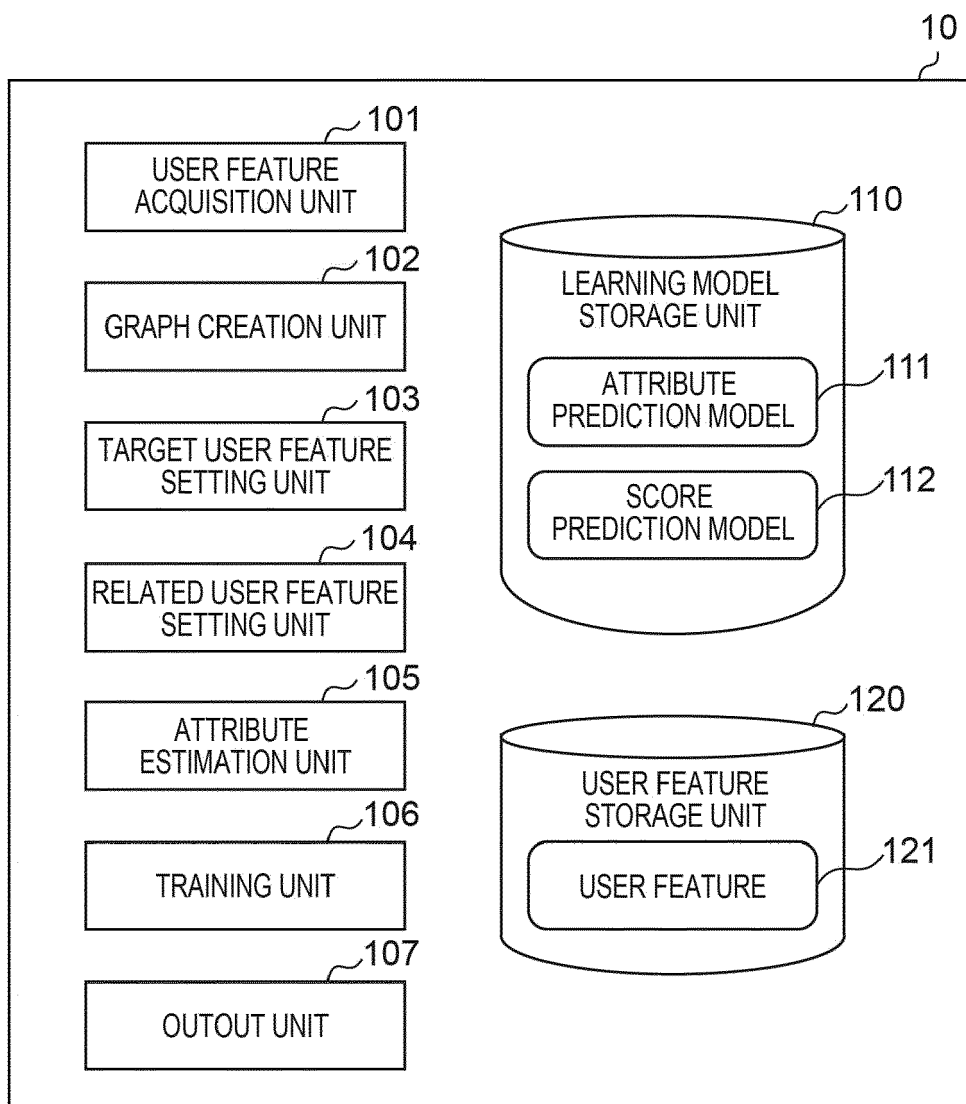 10
101
USER FEATURE
ACQUISITION UNIT
102
GRAPH CREATION UNIT
103
TARGET USER FEATURE
SETTING UNIT
104
RELATED USER FEATURE
SETTING UNIT
105
ATTRIBUTE
ESTIMATION UNIT
106
TRAINING UNIT
107
OUTOUT UNIT
110
LEARNING MODEL
STORAGE UNIT
111
ATTRIBUTE
PREDICTION MODEL
112
SCORE
PREDICTION MODEL
120
USER FEATURE
STORAGE UNIT
121
USER FEATURE